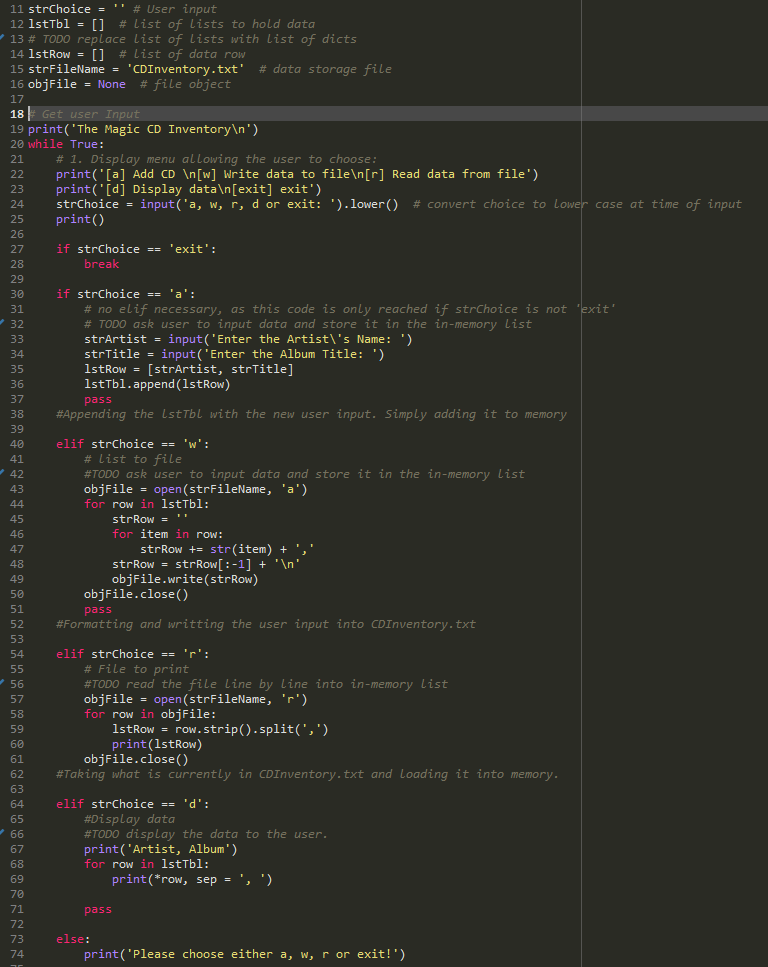 11 strChoice = '' # User input
12 lstTbl = []  # list of lists to hold data
13 # TODO replace list of lists with list of dicts
14 lstRow = []  # list of data row
15 strFileName = 'CDInventory.txt'  # data storage file
16 objFile = None  # file object
17
18 # Get user Input
19 print('The Magic CD Inventory\n')
20 while True:
21     # 1. Display menu allowing the user to choose:
22     print('[a] Add CD \n[w] Write data to file\n[r] Read data from file')
23     print('[d] Display data\n[exit] exit')
24     strChoice = input('a, w, r, d or exit: ').lower()  # convert choice to lower case at time of input
25     print()
26
27     if strChoice == 'exit':
28         break
29
30     if strChoice == 'a':
31         # no elif necessary, as this code is only reached if strChoice is not 'exit'
32         # TODO ask user to input data and store it in the in-memory list
33         strArtist = input('Enter the Artist\'s Name: ')
34         strTitle = input('Enter the Album Title: ')
35         lstRow = [strArtist, strTitle]
36         lstTbl.append(lstRow)
37         pass
38     #Appending the lstTbl with the new user input. Simply adding it to memory
39
40     elif strChoice == 'w':
41         # list to file
42         #TODO ask user to input data and store it in the in-memory list
43         objFile = open(strFileName, 'a')
44         for row in lstTbl:
45             strRow = ''
46             for item in row:
47                 strRow += str(item) + ','
48             strRow = strRow[:-1] + '\n'
49             objFile.write(strRow)
50         objFile.close()
51         pass
52     #Formatting and writting the user input into CDInventory.txt
53
54     elif strChoice == 'r':
55         # File to print
56         #TODO read the file line by line into in-memory list
57         objFile = open(strFileName, 'r')
58         for row in objFile:
59             lstRow = row.strip().split(',')
60             print(lstRow)
61         objFile.close()
62     #Taking what is currently in CDInventory.txt and loading it into memory.
63
64     elif strChoice == 'd':
65         #Display data
66         #TODO display the data to the user.
67         print('Artist, Album')
68         for row in lstTbl:
69             print(*row, sep = ', ')
70
71         pass
72
73     else:
74         print('Please choose either a, w, r or exit!')